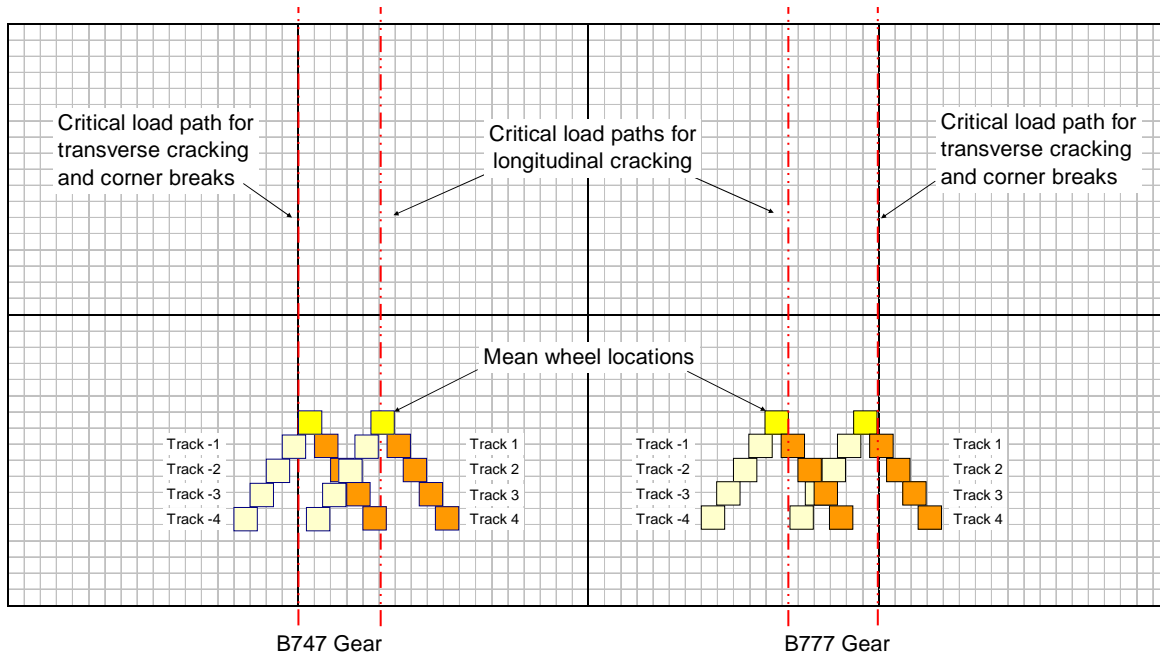 Critical load path for
transverse cracking
and corner breaks
Critical load paths for
longitudinal cracking
Critical load path for
transverse cracking
and corner breaks
Mean wheel locations
Track -1
Track -2
Track -3
Track -4
Track 1
Track 2
Track 3
Track 4
Track -1
Track -2
Track -3
Track -4
Track 1
Track 2
Track 3
Track 4
B747 Gear
B777 Gear